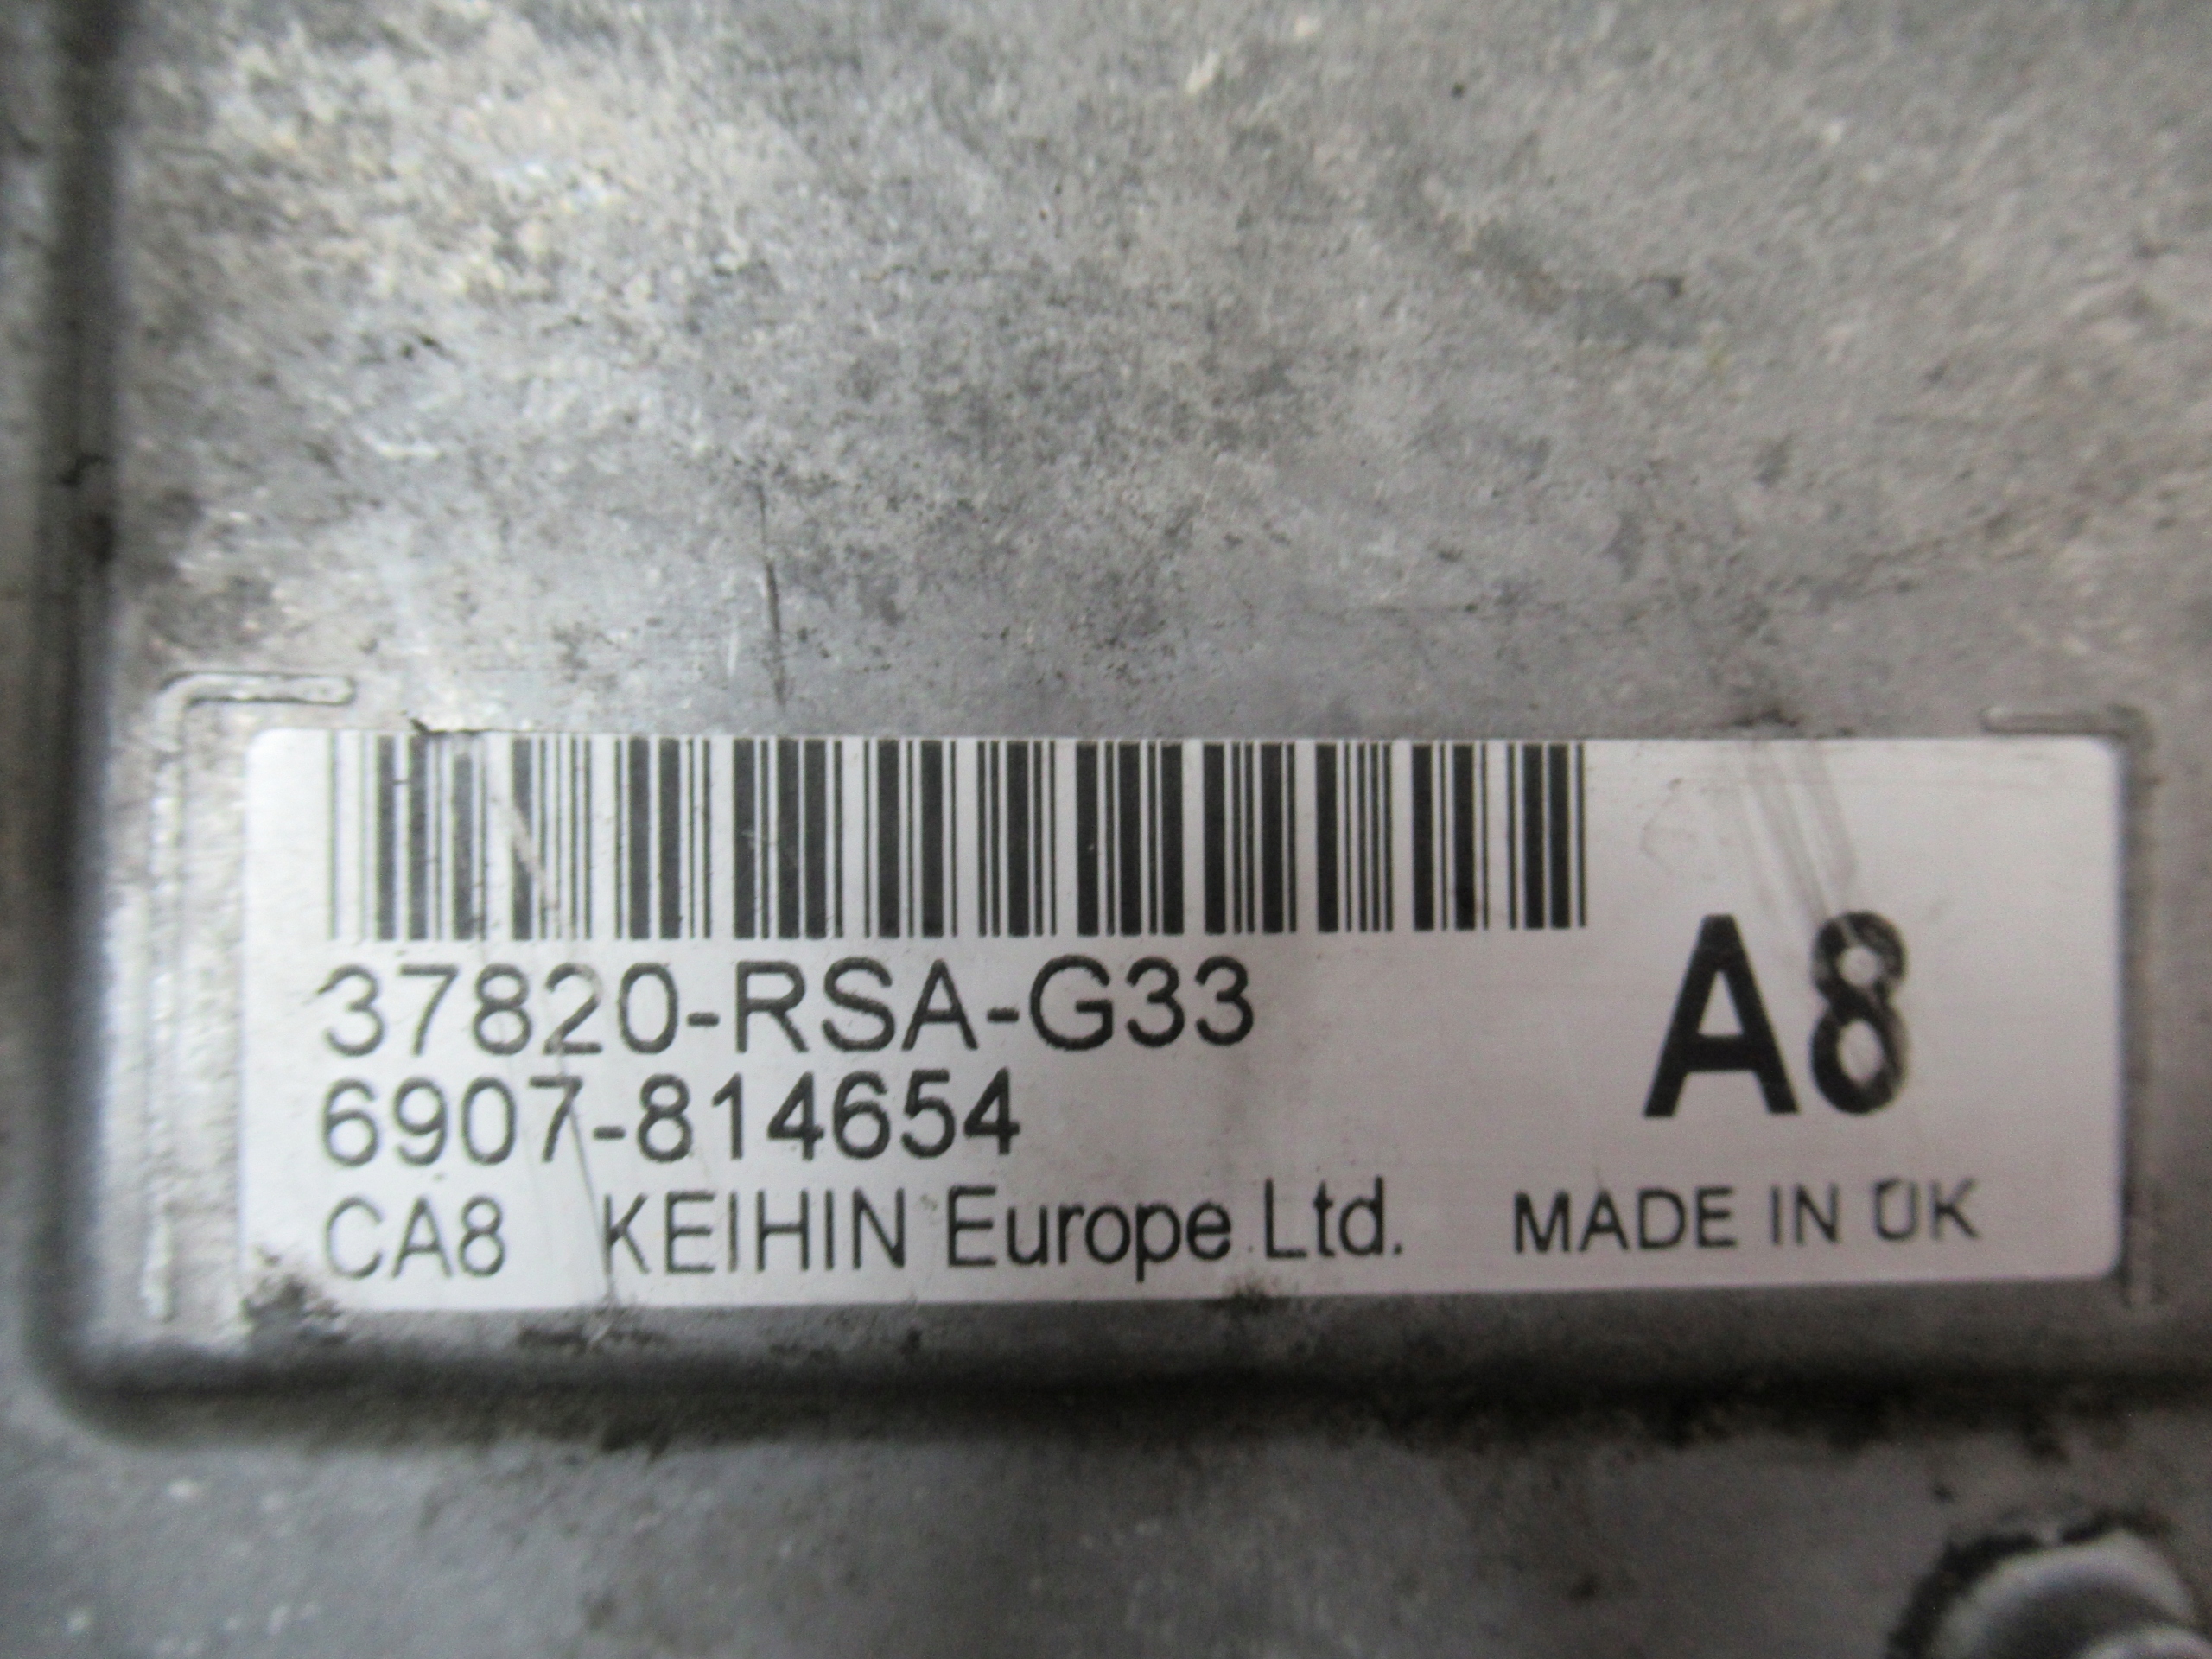 37820-RSA-G33
A8
6907-814654
CA8 KEIHIN Europe Ltd. MADE IN UK